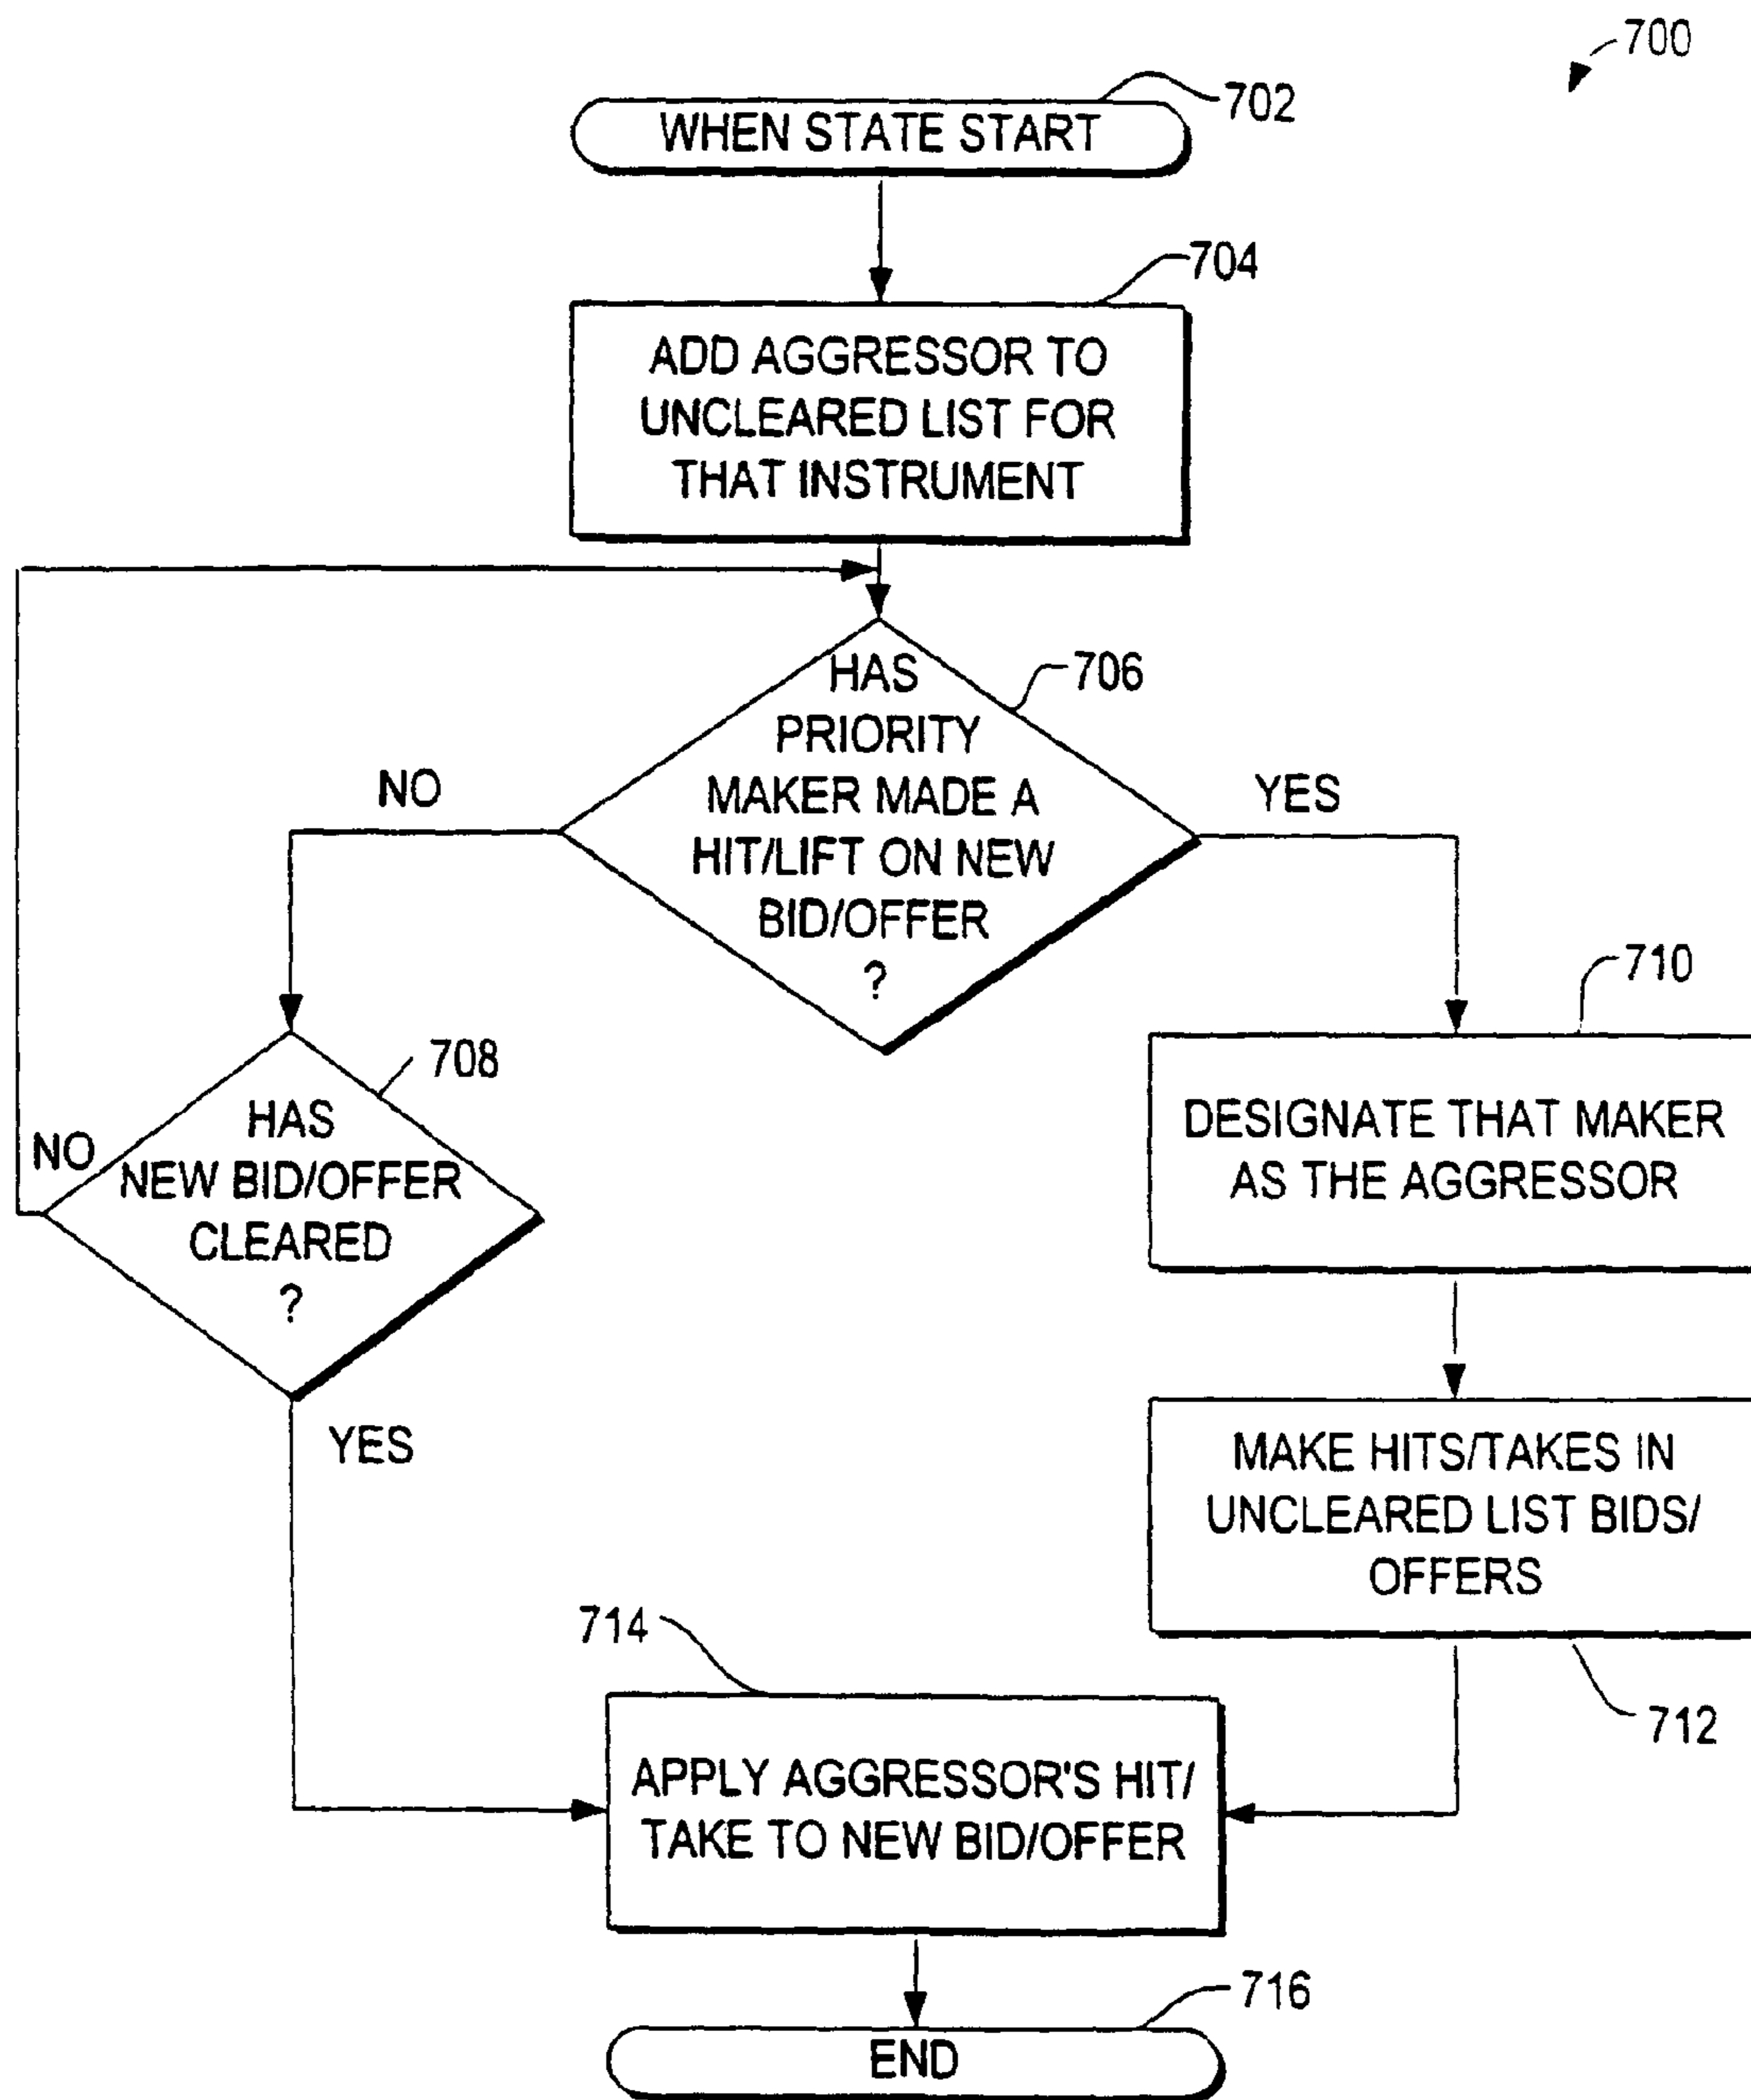 700
702
WHEN STATE START
704
ADD AGGRESSOR TO
UNCLEARED LIST FOR
THAT INSTRUMENT
706
HAS
PRIORITY
MAKER MADE A
HIT/LIFT ON NEW
BID/OFFER
?
NO
YES
708
HAS
NEW BID/OFFER
CLEARED
?
NO
YES
710
DESIGNATE THAT MAKER
AS THE AGGRESSOR
MAKE HITS/TAKES IN
UNCLEARED LIST BIDS/
OFFERS
712
714
APPLY AGGRESSOR'S HIT/
TAKE TO NEW BID/OFFER
716
END